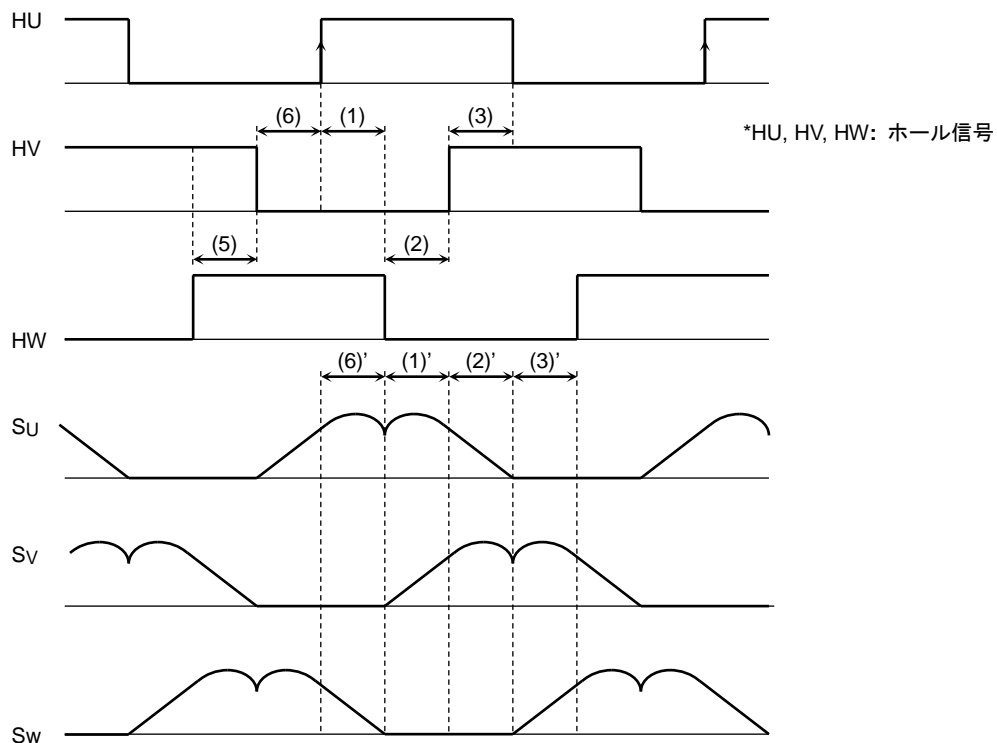 HU
(6) (1) (3)
*HU, HV, HW: ホール信号
HV
(5) (2)
HW
(6)’ (1)’ (2)’ (3)’
SU
SV
SW